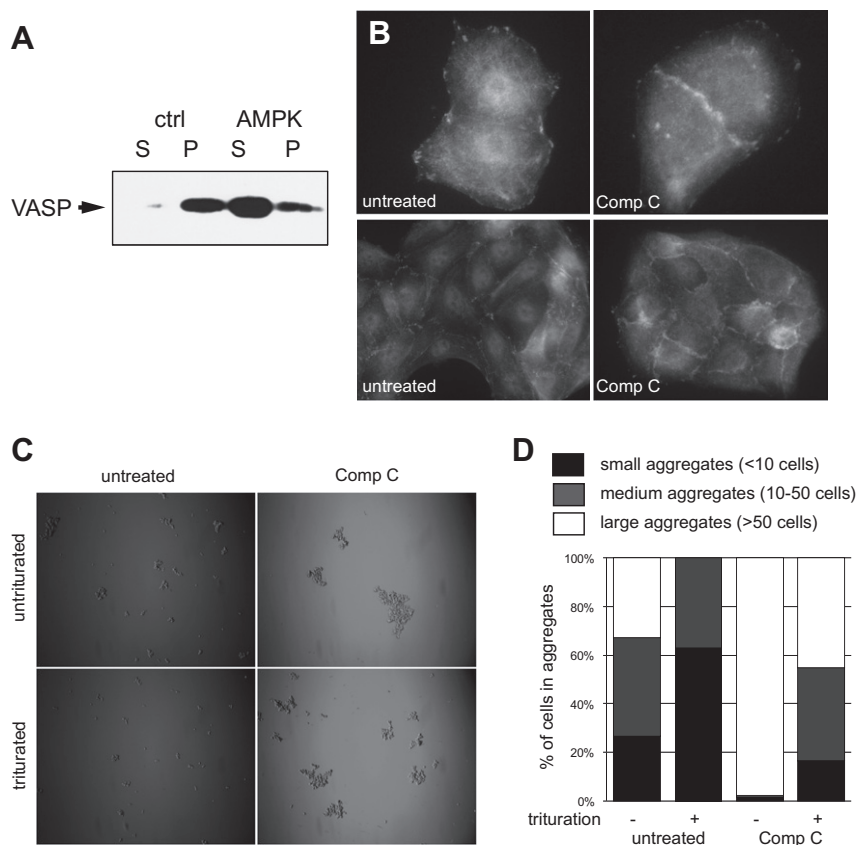 A
ctrl AMPK
S P S P
VASP
B
untreated
Comp C
untreated
Comp C
C
untreated Comp C
untriturated
triturated
D
small aggregates (<10 cells)
medium aggregates (10-50 cells)
large aggregates (>50 cells)
% of cells in aggregates
100%
80%
60%
40%
20%
0%
trituration - + - +
untreated Comp C